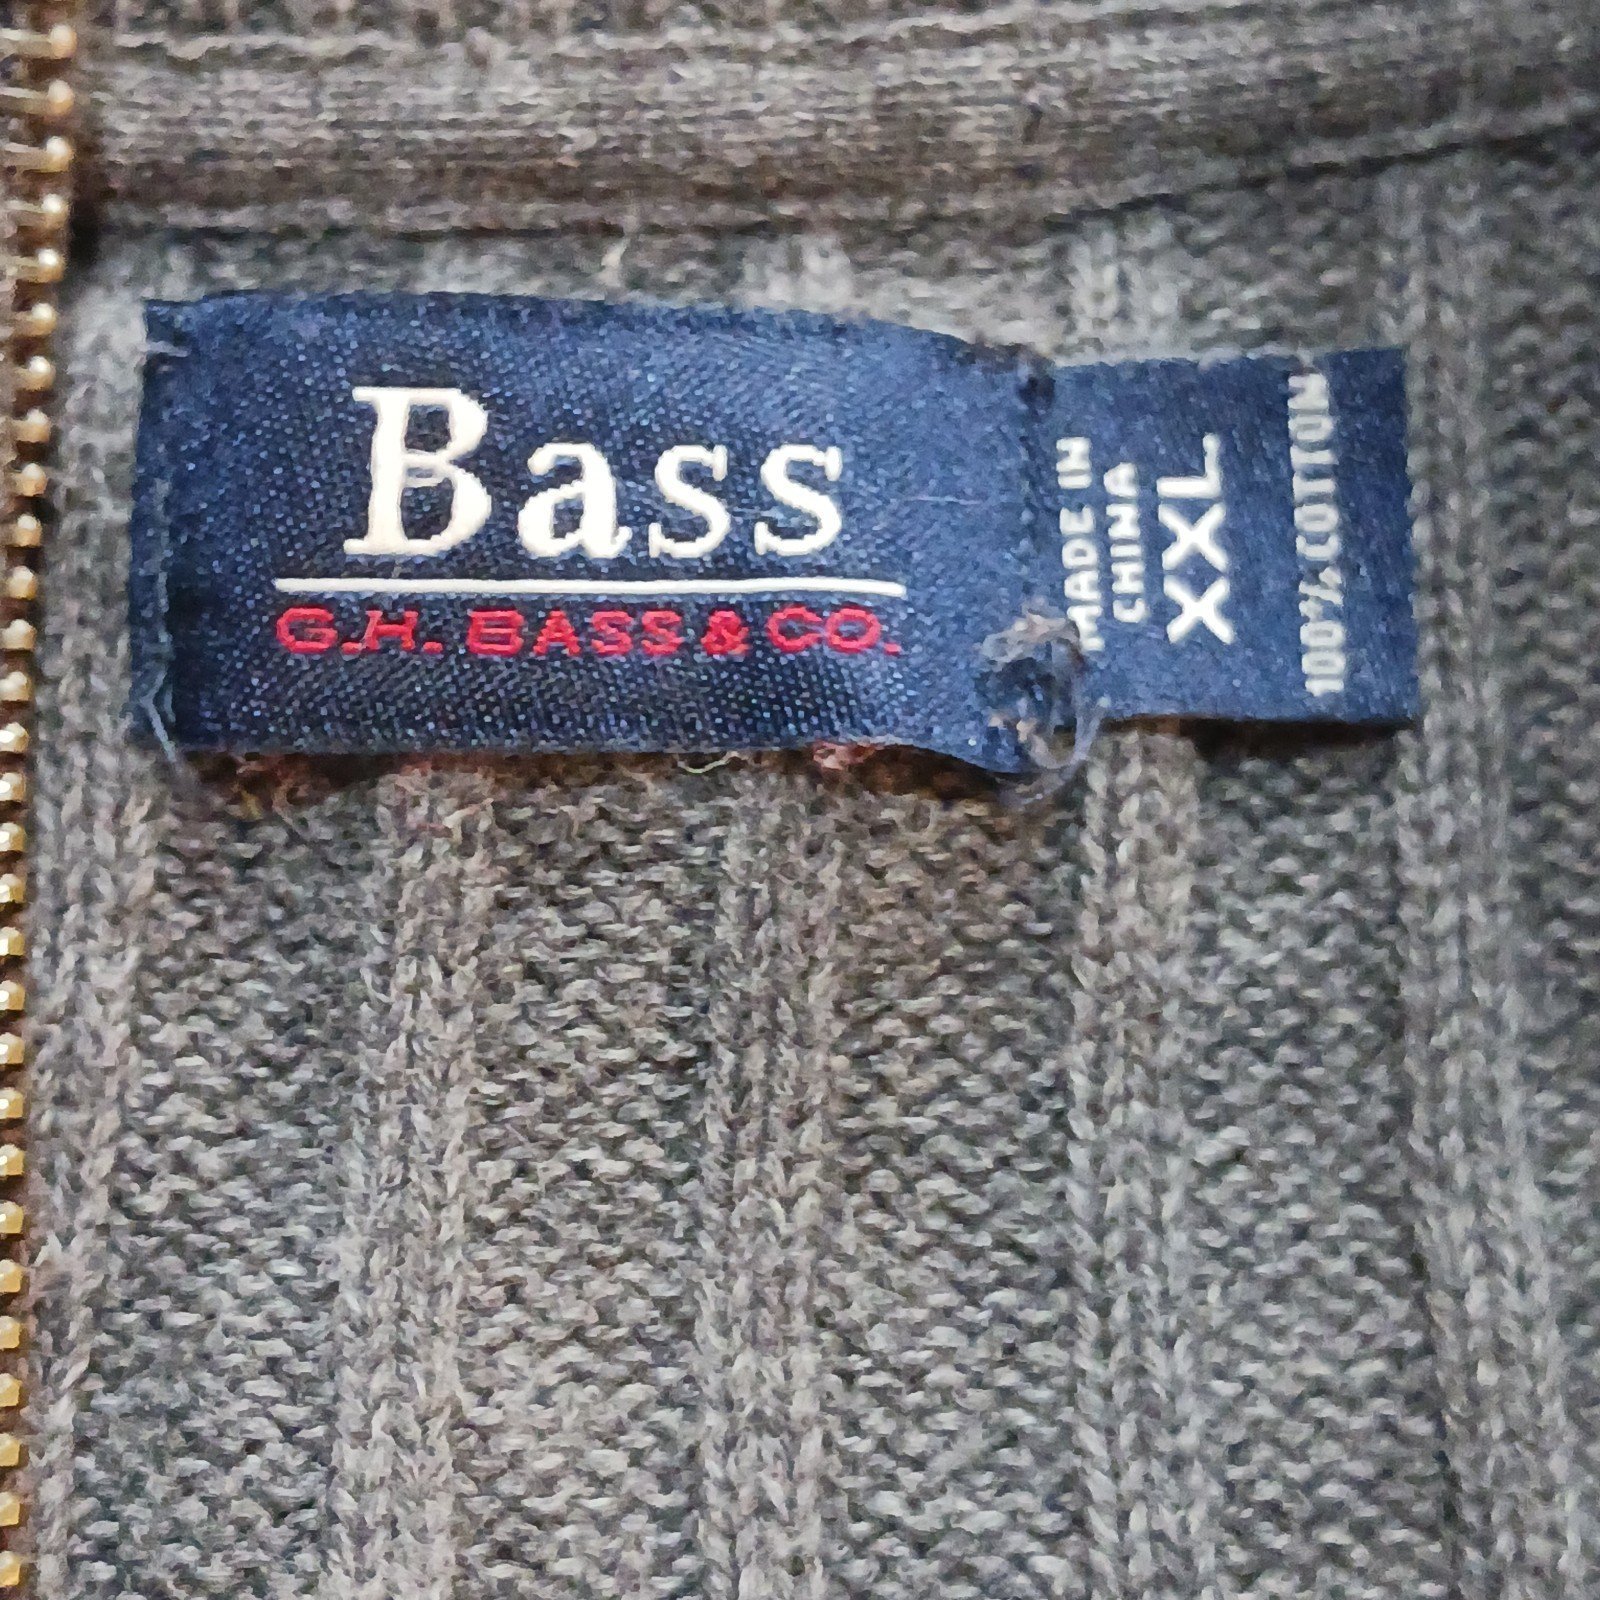 Bass
G.H. BASS & CO.
MADE IN
CHINA
XXL
100% COTTON